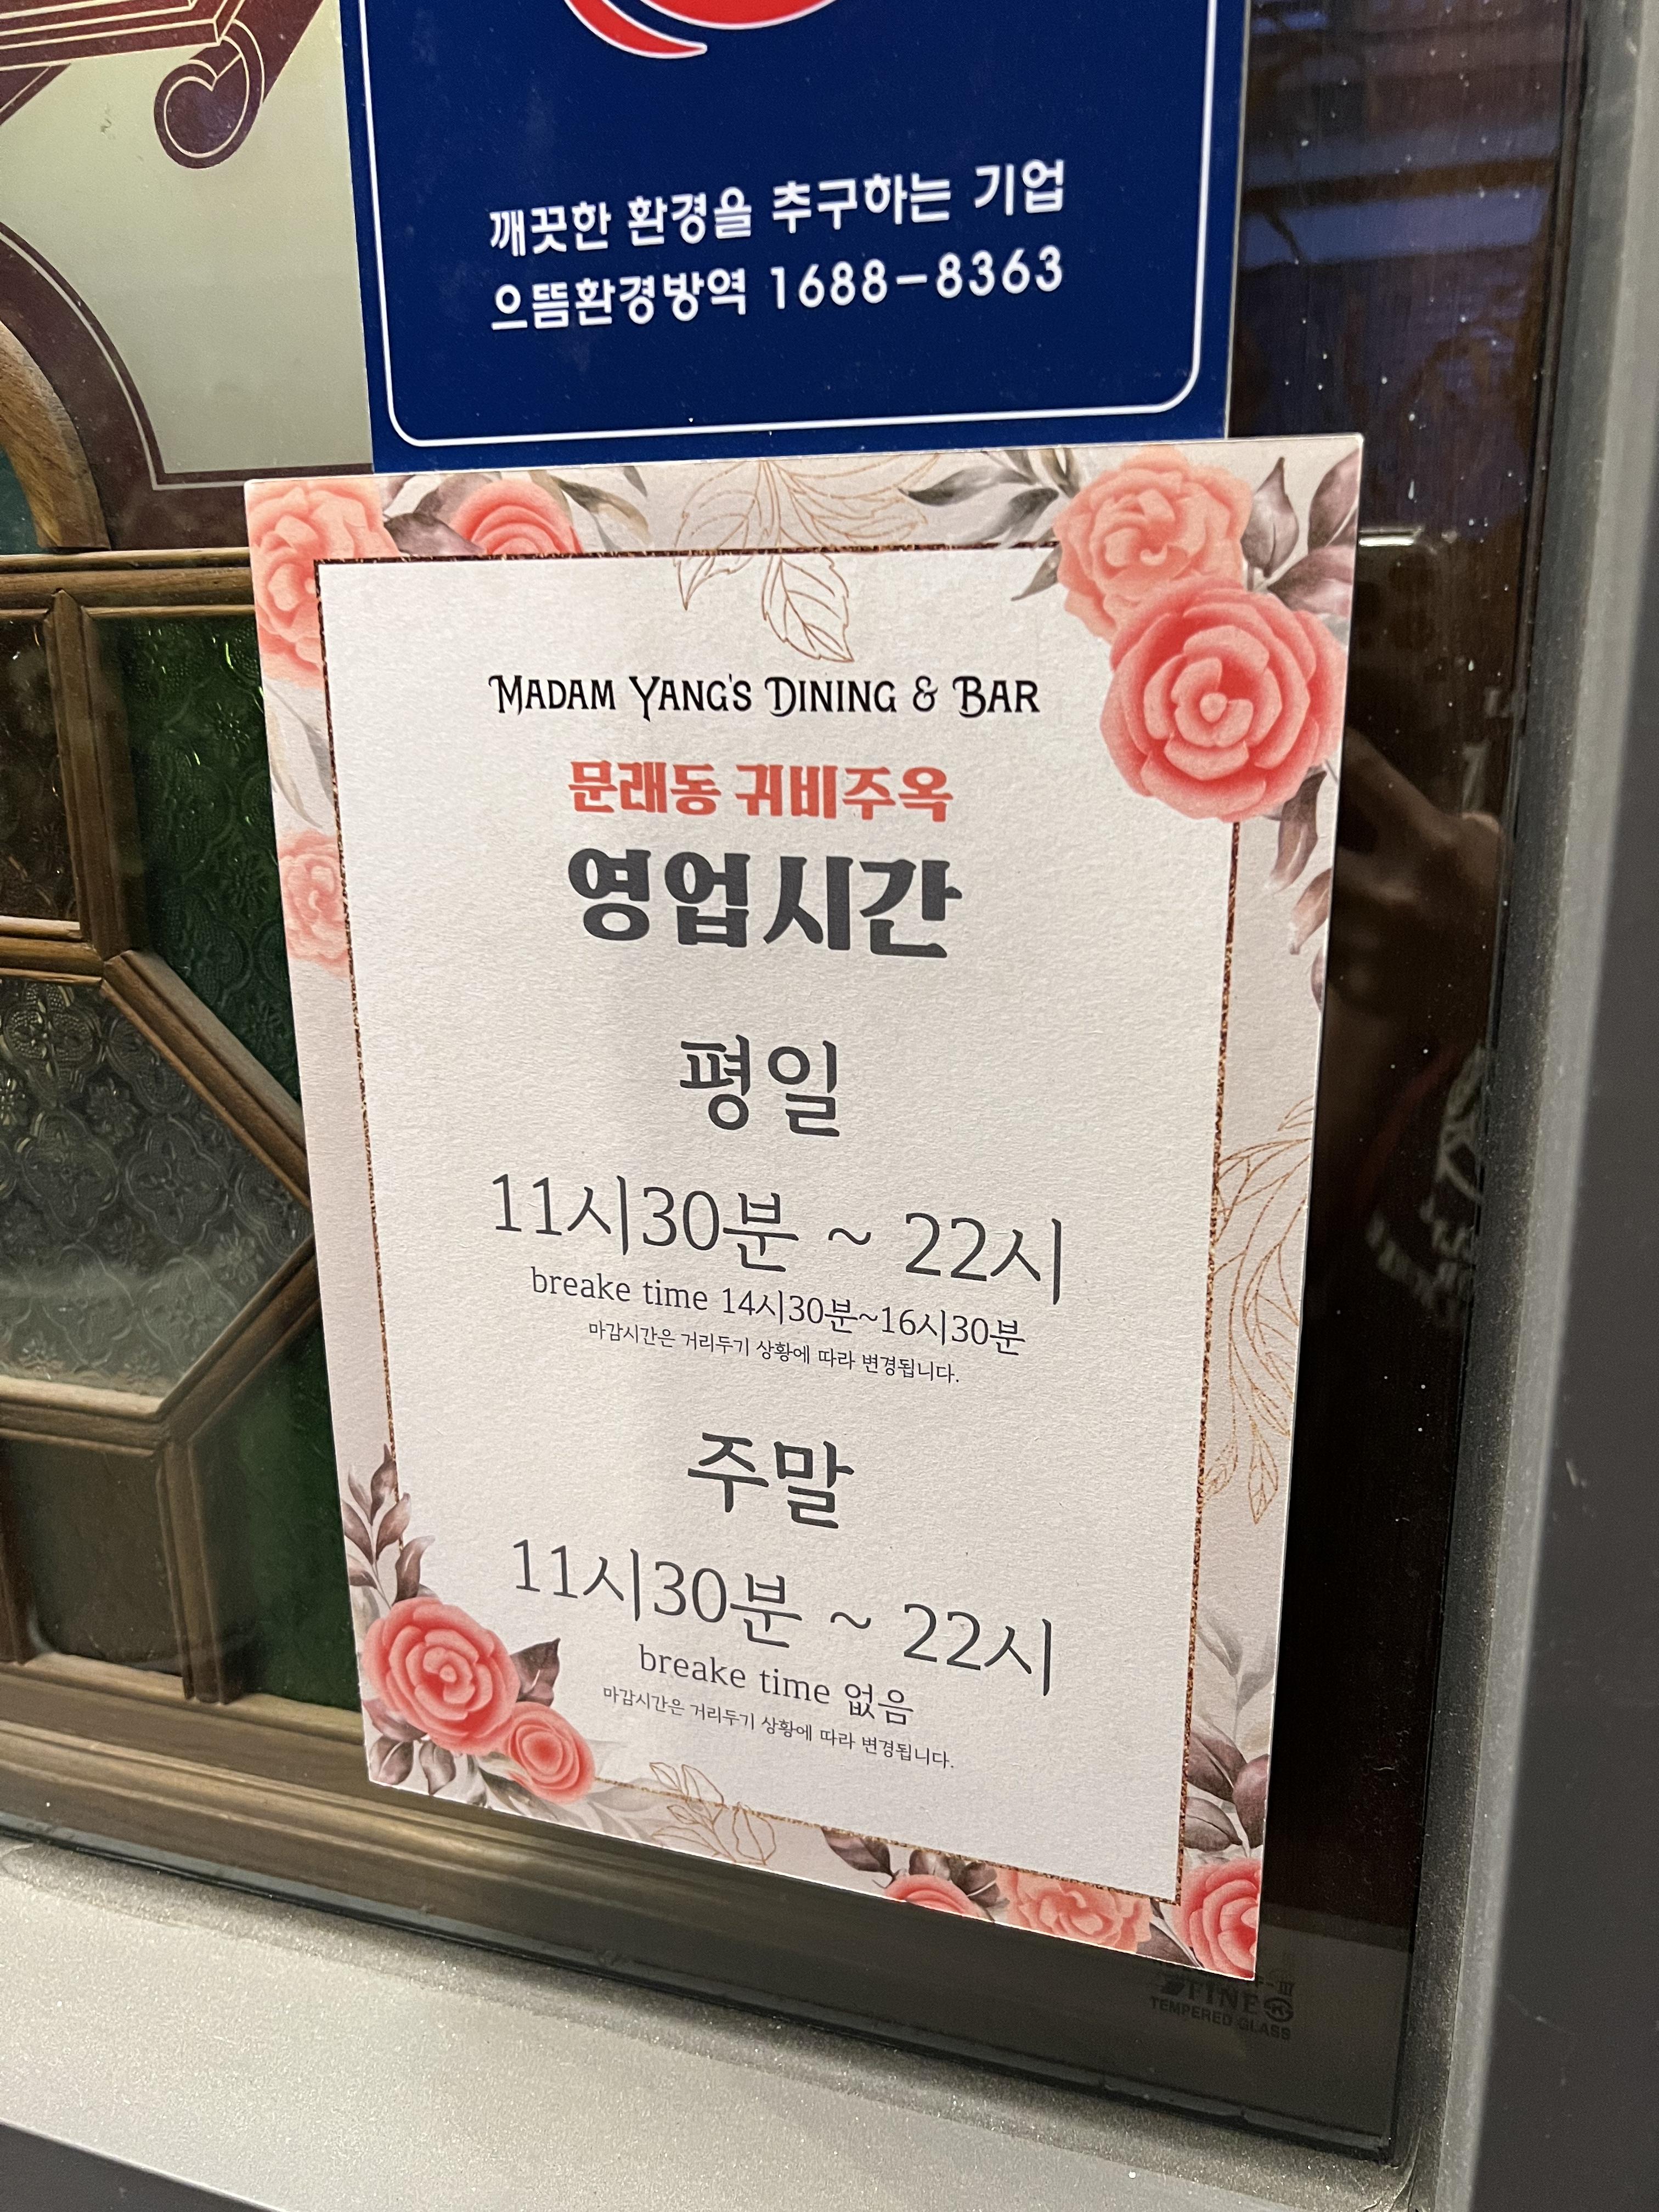 깨끗한 환경을 추구하는 기업
으뜸환경방역 1688-8363
MADAM YANG'S DINING & BAR
문래동 귀비주옥
영업시간
평일
11시30분 ~ 22시
breake time 14시30분~16시30분
마감시간은 거리두기 상황에 따라 변경됩니다.
주말
11시30분 ~ 22시
breake time 없음
마감시간은 거리두기 상황에 따라 변경됩니다.
FINE
TEMPERED GLASS